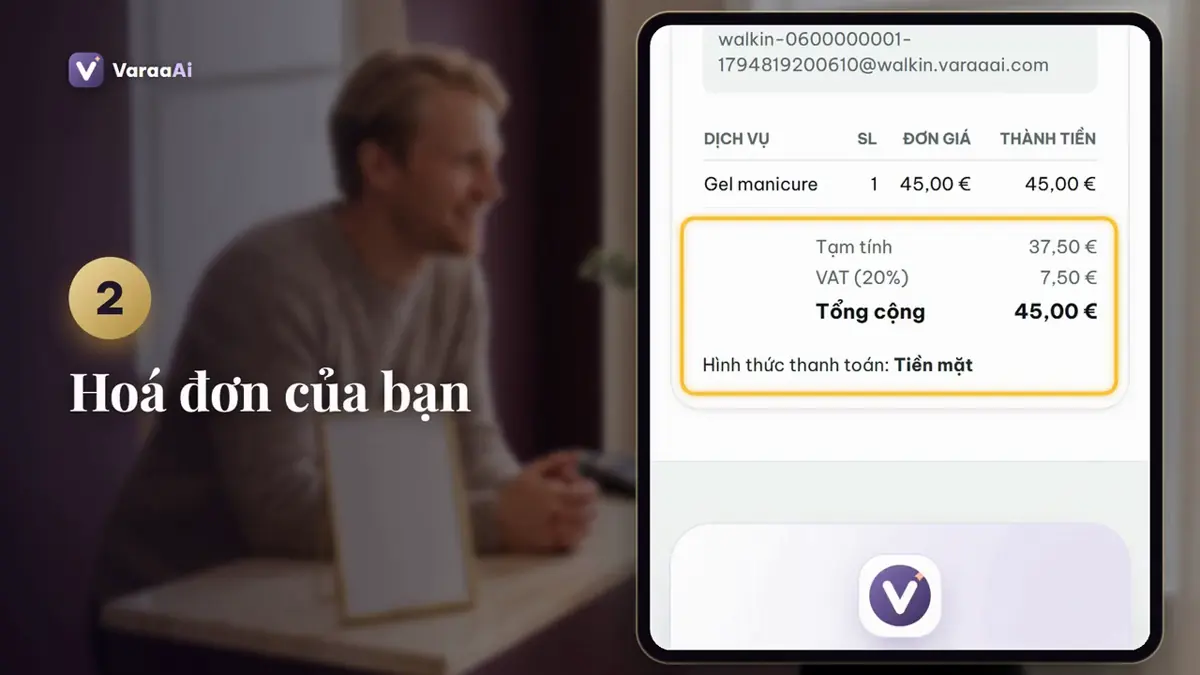 VaraaAi
2
Hoá đơn của bạn
walkin-0600000001-
1794819200610@walkin.varaaai.com
DỊCH VỤ SL ĐƠN GIÁ THÀNH TIỀN
Gel manicure 1 45,00 € 45,00 €
Tạm tính 37,50 €
VAT (20%) 7,50 €
Tổng cộng 45,00 €
Hình thức thanh toán: Tiền mặt